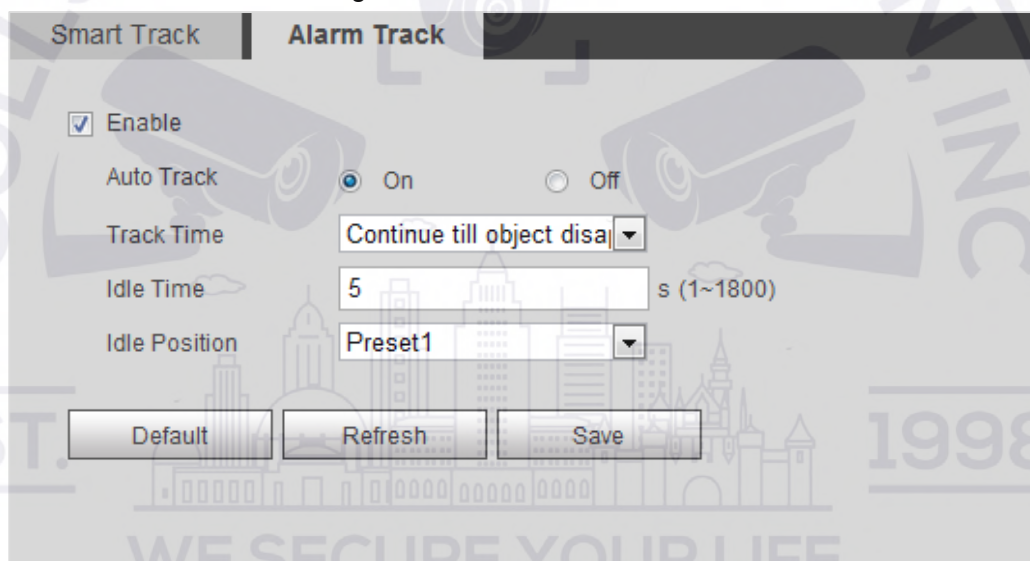 Smart Track Alarm Track
Enable
Auto Track On Off
Track Time Continue till object disa
Idle Time 5 s (1~1800)
Idle Position Preset1
Default Refresh Save
1998
WE SECURE YOUR LIFE